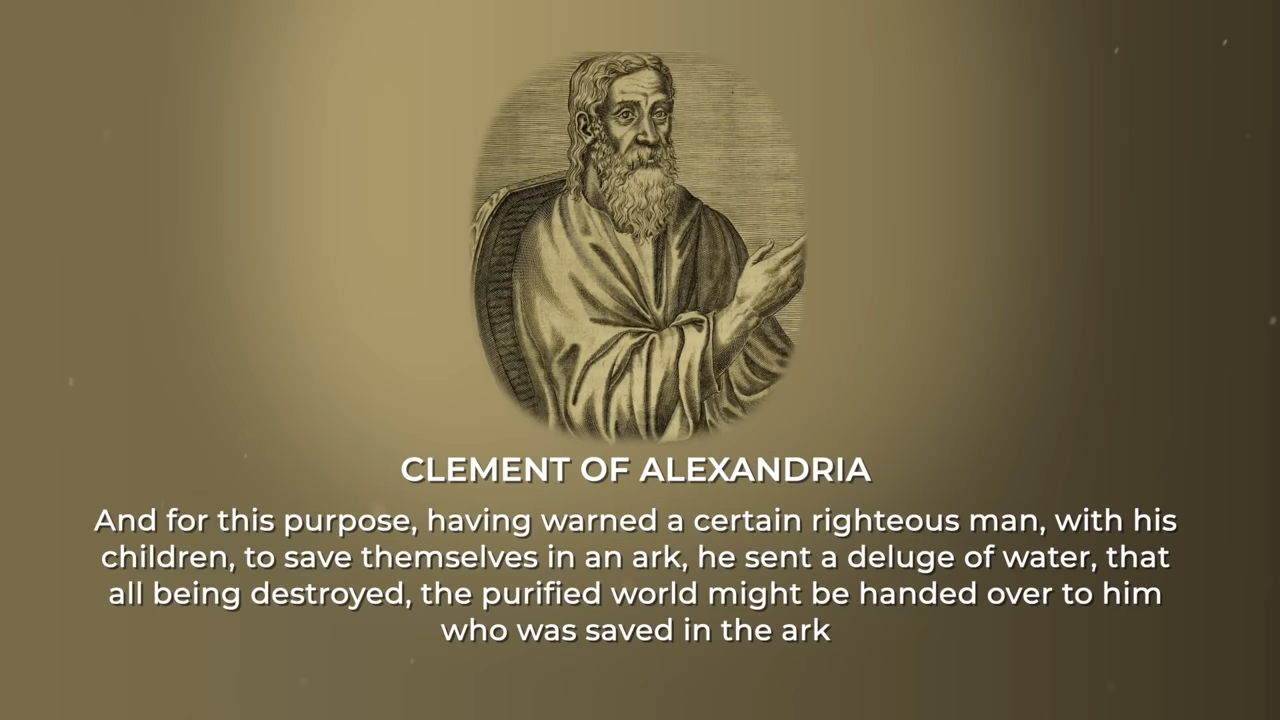 CLEMENT OF ALEXANDRIA
And for this purpose, having warned a certain righteous man, with his
children, to save themselves in an ark, he sent a deluge of water, that
all being destroyed, the purified world might be handed over to him
who was saved in the ark